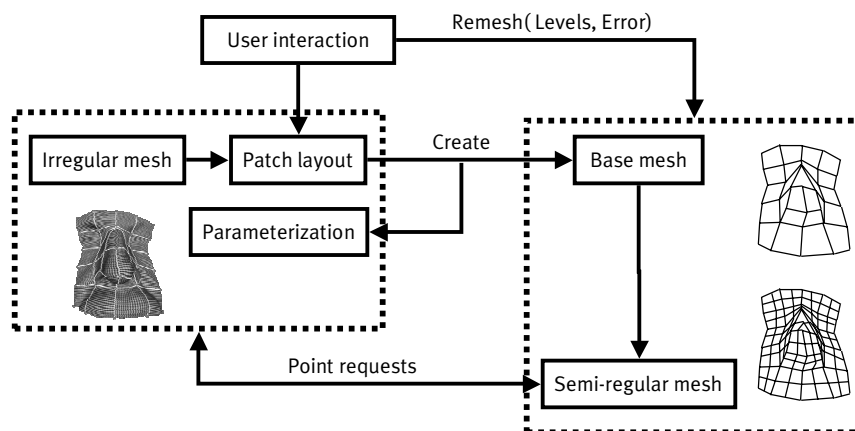 User interaction
Remesh( Levels, Error)
Irregular mesh
Patch layout
Create
Base mesh
Parameterization
Point requests
Semi-regular mesh